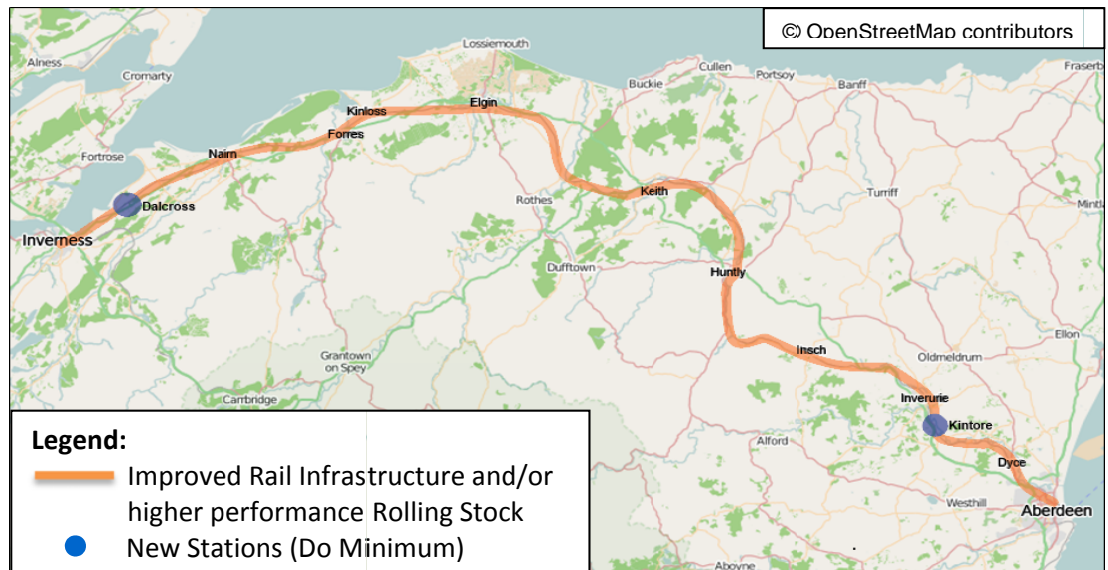 © OpenStreetMap contributors
Lossiemouth
Alness
Cromarty
Cullen
Portsoy
Banff
Fraserb
Buckie
Elgin
Kinloss
Forres
Fortrose
Nairn
Keith
Turriff
Mintla
Rothes
Dalcross
Inverness
Dufftown
Huntly
Ellon
Insch
Oldmeldrum
Grantown
on Spey
Carrbridge
Inverurie
Kintore
Alford
Dyce
Westhill
Aberdeen
Aboyne
Legend:
Improved Rail Infrastructure and/or
higher performance Rolling Stock
New Stations (Do Minimum)